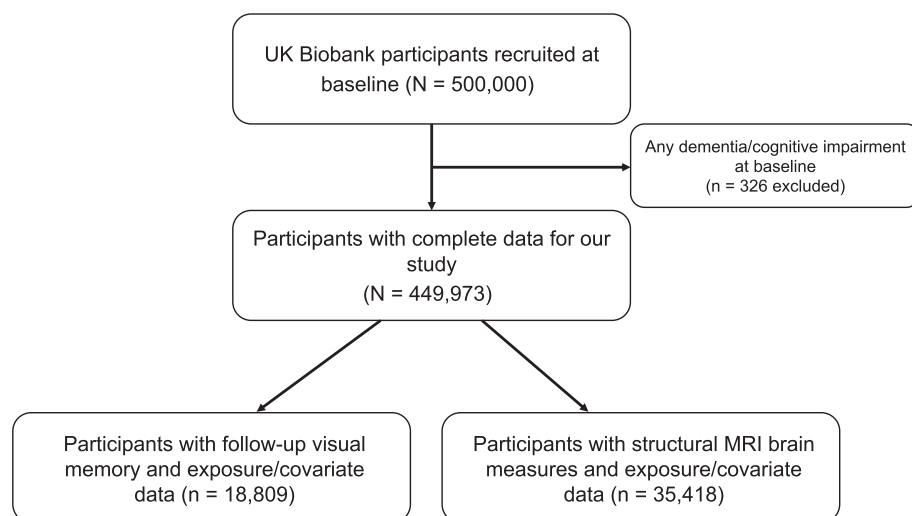 UK Biobank participants recruited at
baseline (N = 500,000)
Any dementia/cognitive impairment
at baseline
(n = 326 excluded)
Participants with complete data for our
study
(N = 449,973)
Participants with follow-up visual
memory and exposure/covariate
data (n = 18,809)
Participants with structural MRI brain
measures and exposure/covariate
data (n = 35,418)